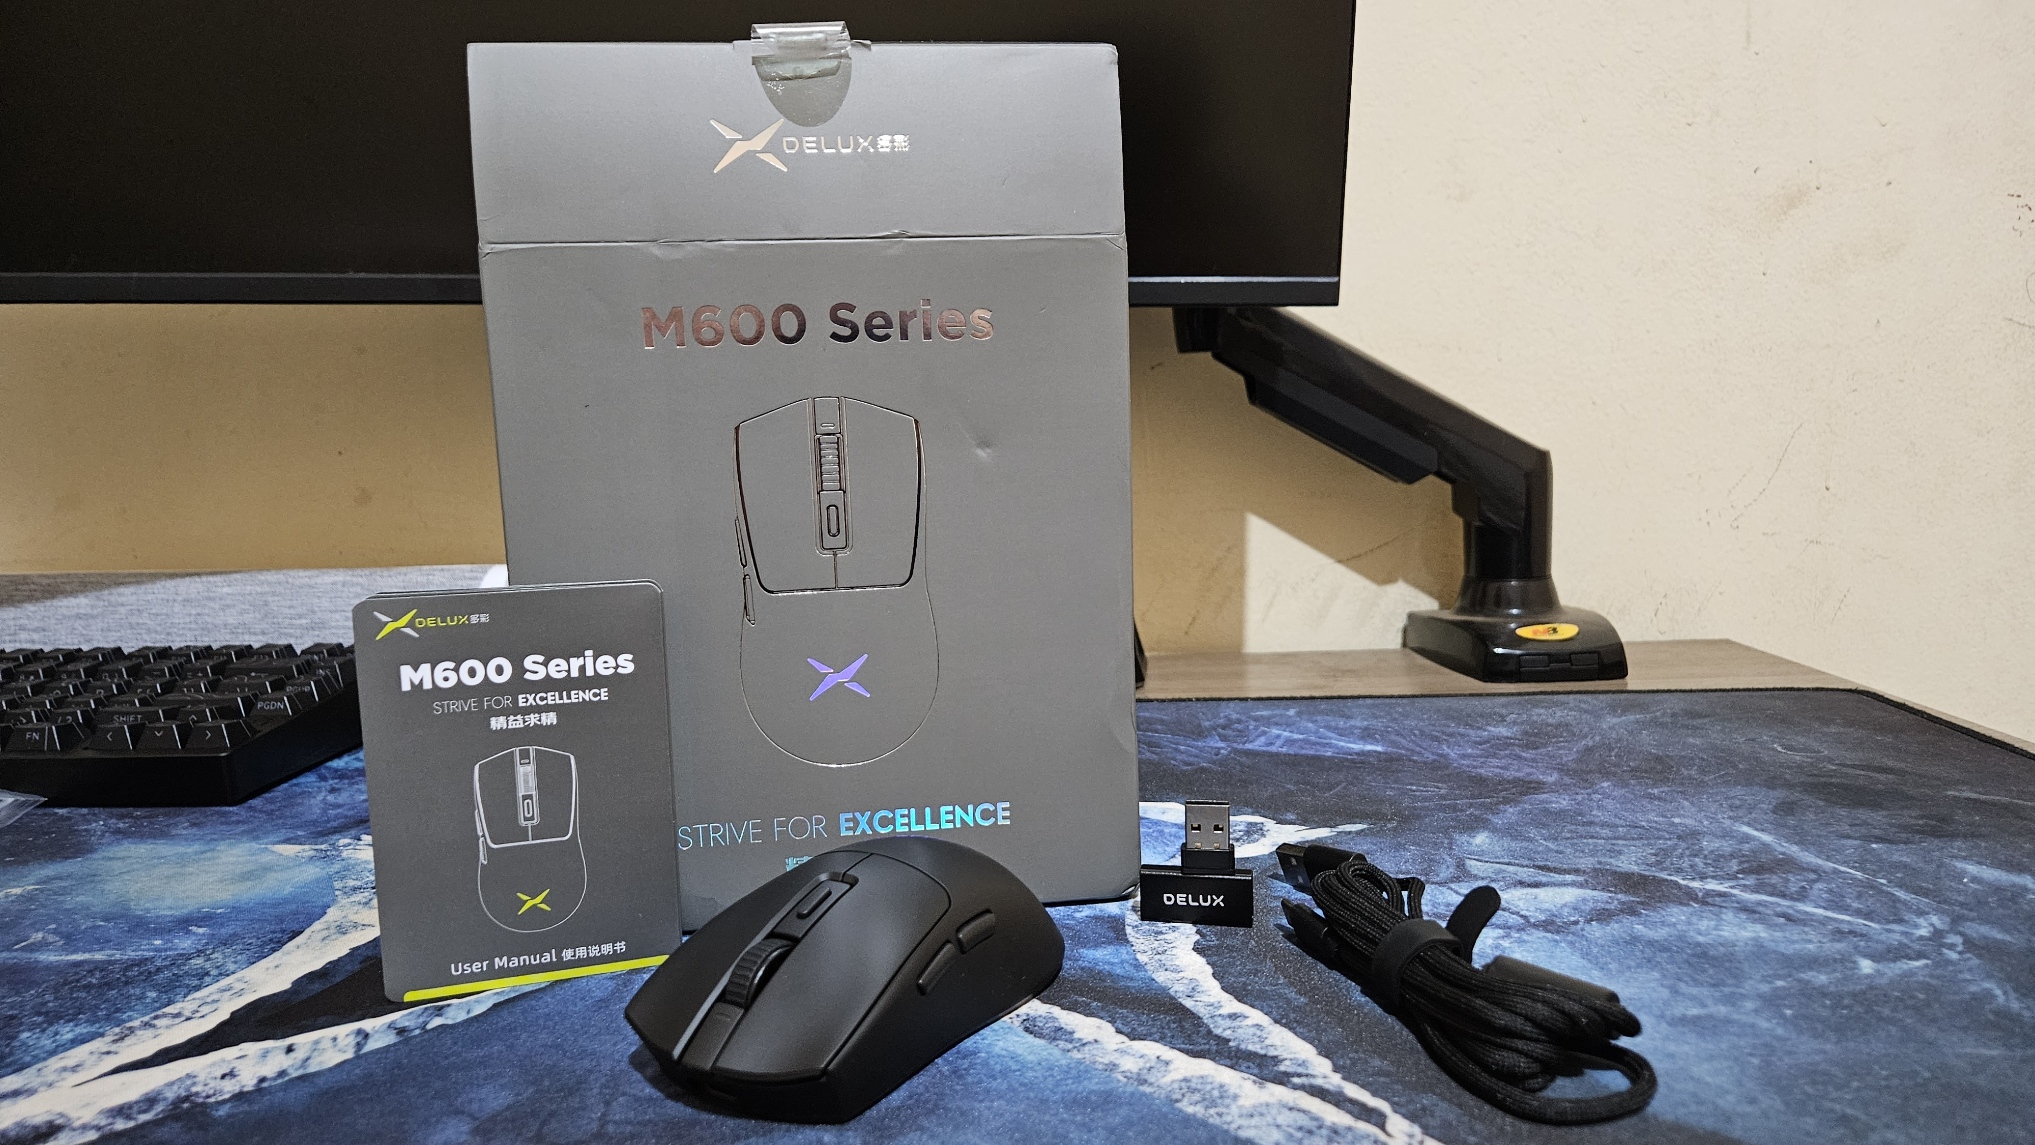 DELUX多彩
M600 Series
STRIVE FOR EXCELLENCE
DELUX多彩
M600 Series
STRIVE FOR EXCELLENCE
精益求精
User Manual 使用说明书
DELUX
PGDN
SHIFT
FN